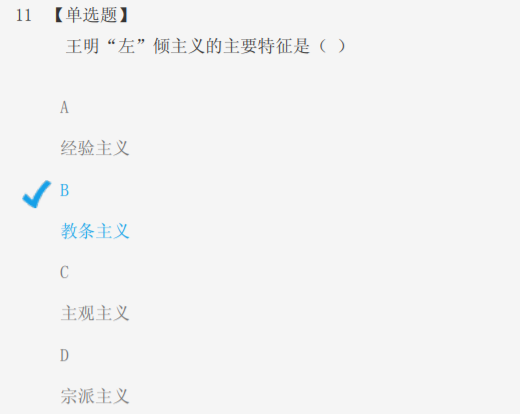 11 【单选题】
王明“左”倾主义的主要特征是（ ）
A
经验主义
B
教条主义
C
主观主义
D
宗派主义